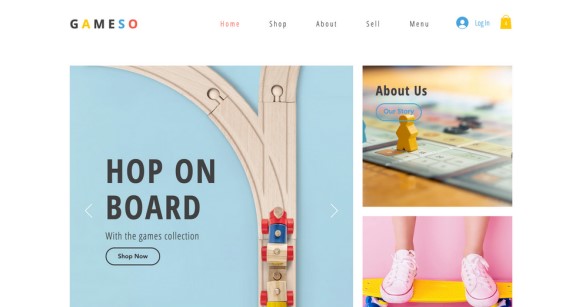 GAMESO
Home Shop About Sell Menu Log In
About Us
Our Story
HOP ON
BOARD
With the games collection
Shop Now